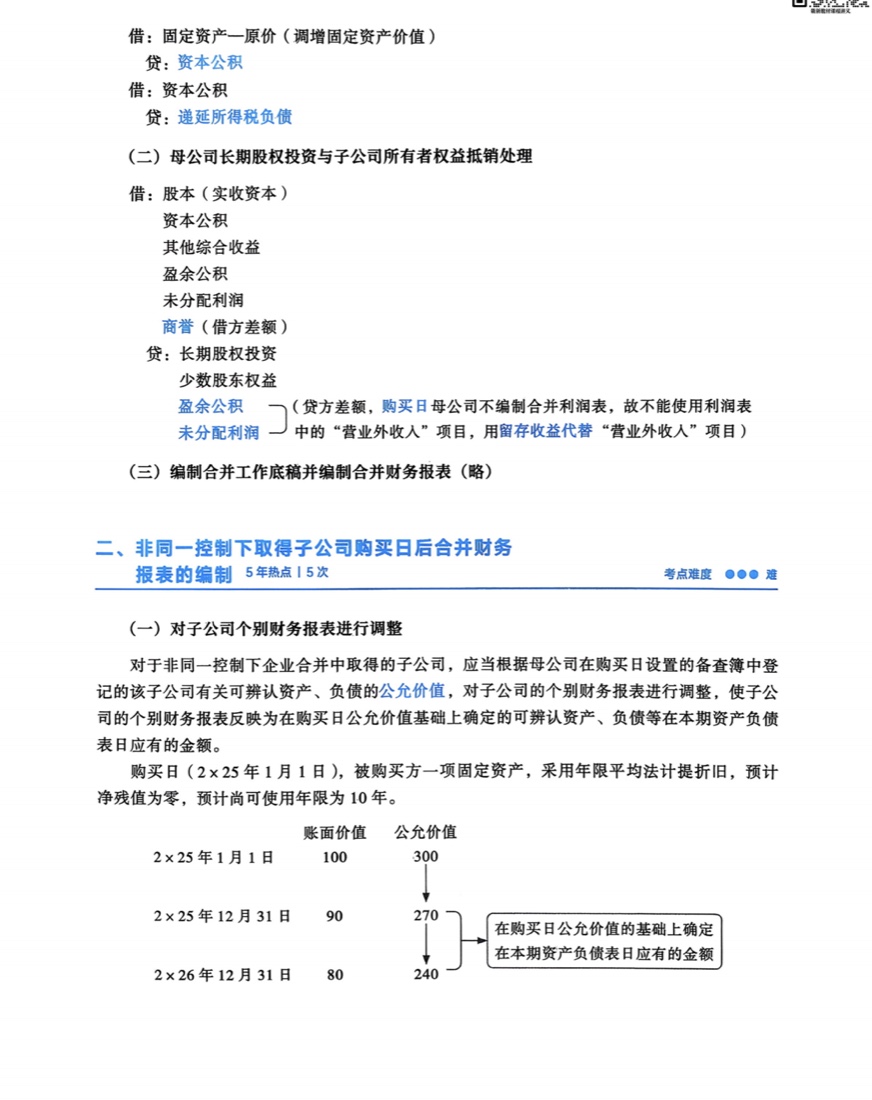 借：固定资产—原价（调增固定资产价值）
贷：资本公积
借：资本公积
贷：递延所得税负债
（二）母公司长期股权投资与子公司所有者权益抵销处理
借：股本（实收资本）
资本公积
其他综合收益
盈余公积
未分配利润
商誉（借方差额）
贷：长期股权投资
少数股东权益
盈余公积 （贷方差额，购买日母公司不编制合并利润表，故不能使用利润表
未分配利润 中的“营业外收入”项目，用留存收益代替“营业外收入”项目）
（三）编制合并工作底稿并编制合并财务报表（略）
二、非同一控制下取得子公司购买日后合并财务
报表的编制 5年热点 | 5次 考点难度 ●●● 难
（一）对子公司个别财务报表进行调整
对于非同一控制下企业合并中取得的子公司，应当根据母公司在购买日设置的备查簿中登
记的该子公司有关可辨认资产、负债的公允价值，对子公司的个别财务报表进行调整，使子公
司的个别财务报表反映为在购买日公允价值基础上确定的可辨认资产、负债等在本期资产负债
表日应有的金额。
购买日（2×25年1月1日），被购买方一项固定资产，采用年限平均法计提折旧，预计
净残值为零，预计尚可使用年限为10年。
账面价值 公允价值
2×25年1月1日 100 300
2×25年12月31日 90 270
在购买日公允价值的基础上确定
在本期资产负债表日应有的金额
2×26年12月31日 80 240